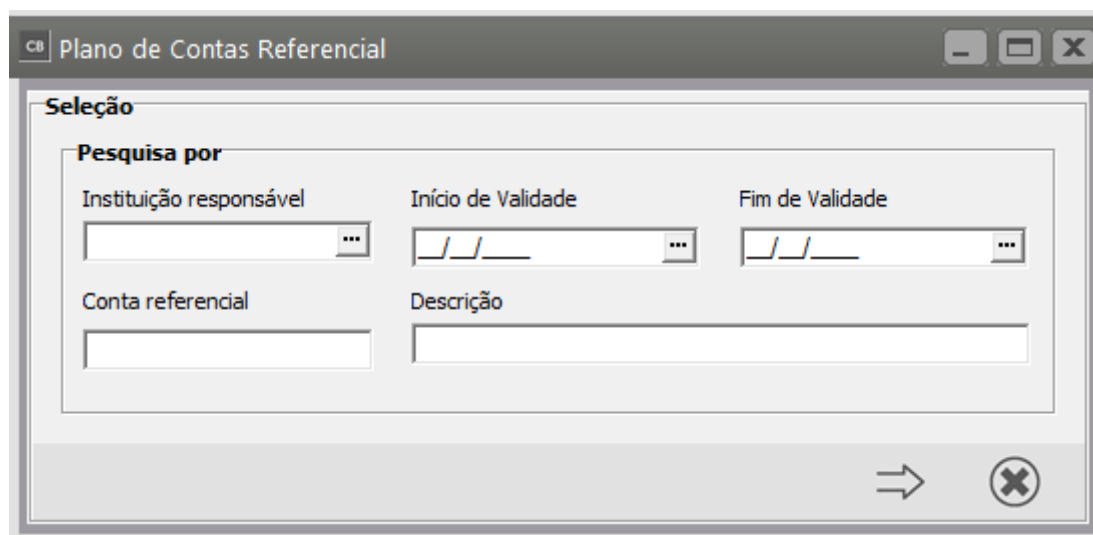 CB Plano de Contas Referencial
Seleção
Pesquisa por
Instituição responsável Início de Validade Fim de Validade
... __/__/____ ... __/__/____ ...
Conta referencial Descrição